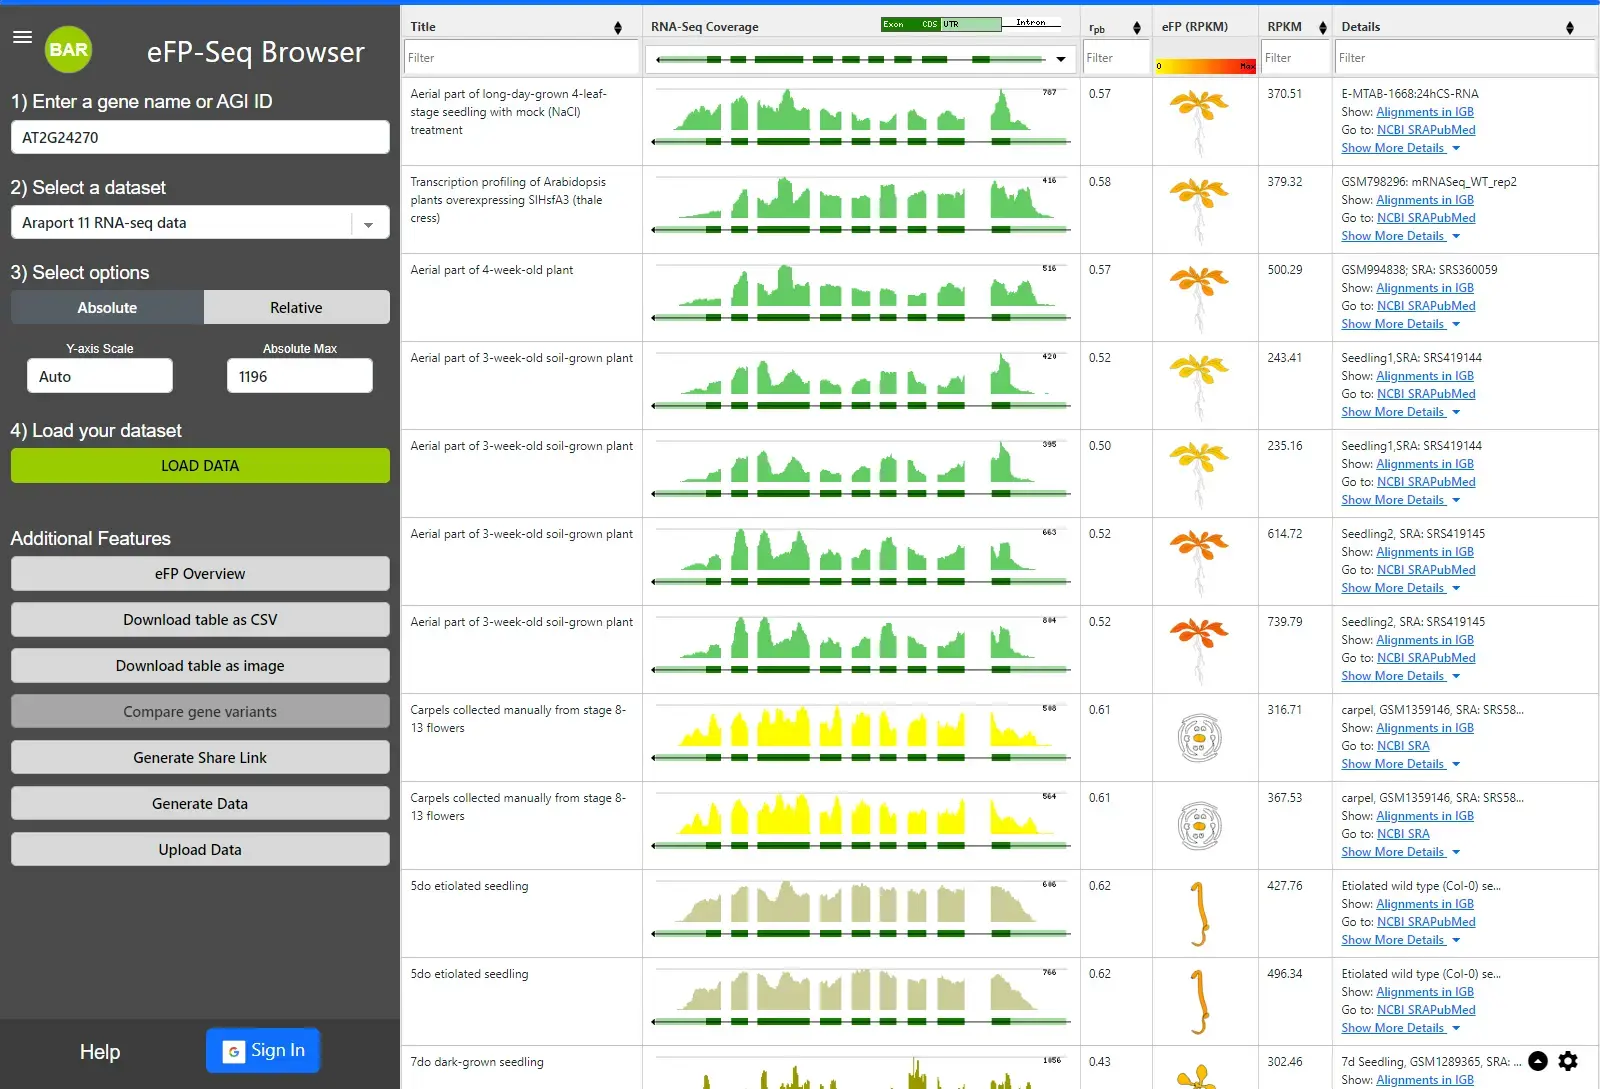 BAR
eFP-Seq Browser
1) Enter a gene name or AGI ID
AT2G24270
2) Select a dataset
Araport 11 RNA-seq data
3) Select options
Absolute
Relative
Y-axis Scale
Absolute Max
Auto
1196
4) Load your dataset
LOAD DATA
Additional Features
eFP Overview
Download table as CSV
Download table as image
Compare gene variants
Generate Share Link
Generate Data
Upload Data
Help
G Sign In
Title
RNA-Seq Coverage
Exon CDS UTR Intron
rpb
eFP (RPKM)
RPKM
Details
Filter
Filter
0 Max
Filter
Filter
Aerial part of long-day-grown 4-leaf-
stage seedling with mock (NaCl)
treatment
787
0.57
370.51
E-MTAB-1668:24hCS-RNA
Show: Alignments in IGB
Go to: NCBI SRAPubMed
Show More Details
Transcription profiling of Arabidopsis
plants overexpressing SlHsfA3 (thale
cress)
416
0.58
379.32
GSM798296: mRNASeq_WT_rep2
Show: Alignments in IGB
Go to: NCBI SRAPubMed
Show More Details
Aerial part of 4-week-old plant
516
0.57
500.29
GSM994838; SRA: SRS360059
Show: Alignments in IGB
Go to: NCBI SRAPubMed
Show More Details
Aerial part of 3-week-old soil-grown plant
420
0.52
243.41
Seedling1,SRA: SRS419144
Show: Alignments in IGB
Go to: NCBI SRAPubMed
Show More Details
Aerial part of 3-week-old soil-grown plant
395
0.50
235.16
Seedling1,SRA: SRS419144
Show: Alignments in IGB
Go to: NCBI SRAPubMed
Show More Details
Aerial part of 3-week-old soil-grown plant
663
0.52
614.72
Seedling2, SRA: SRS419145
Show: Alignments in IGB
Go to: NCBI SRAPubMed
Show More Details
Aerial part of 3-week-old soil-grown plant
804
0.52
739.79
Seedling2, SRA: SRS419145
Show: Alignments in IGB
Go to: NCBI SRAPubMed
Show More Details
Carpels collected manually from stage 8-
13 flowers
508
0.61
316.71
carpel, GSM1359146, SRA: SRS58...
Show: Alignments in IGB
Go to: NCBI SRA
Show More Details
Carpels collected manually from stage 8-
13 flowers
564
0.61
367.53
carpel, GSM1359146, SRA: SRS58...
Show: Alignments in IGB
Go to: NCBI SRA
Show More Details
5do etiolated seedling
606
0.62
427.76
Etiolated wild type (Col-0) se...
Show: Alignments in IGB
Go to: NCBI SRAPubMed
Show More Details
5do etiolated seedling
766
0.62
496.34
Etiolated wild type (Col-0) se...
Show: Alignments in IGB
Go to: NCBI SRAPubMed
Show More Details
7do dark-grown seedling
1056
0.43
302.46
7d Seedling, GSM1289365, SRA: ...
Show: Alignments in IGB